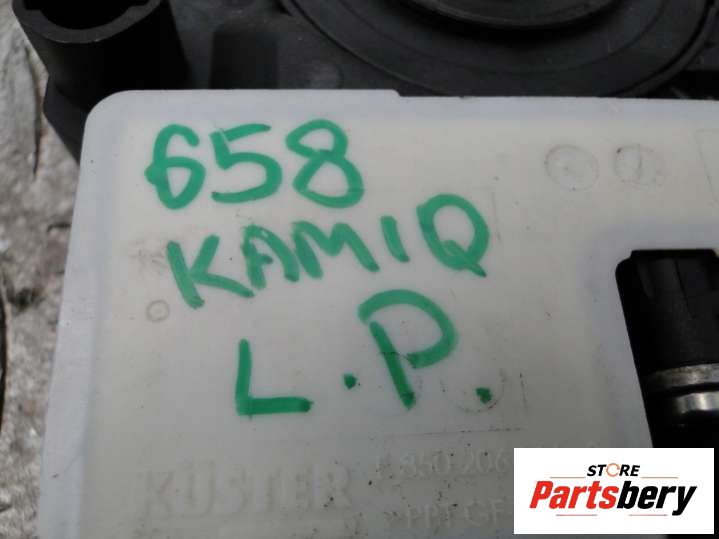 658
KAMIQ
L.P.
KÜSTER
STORE
Partsbery